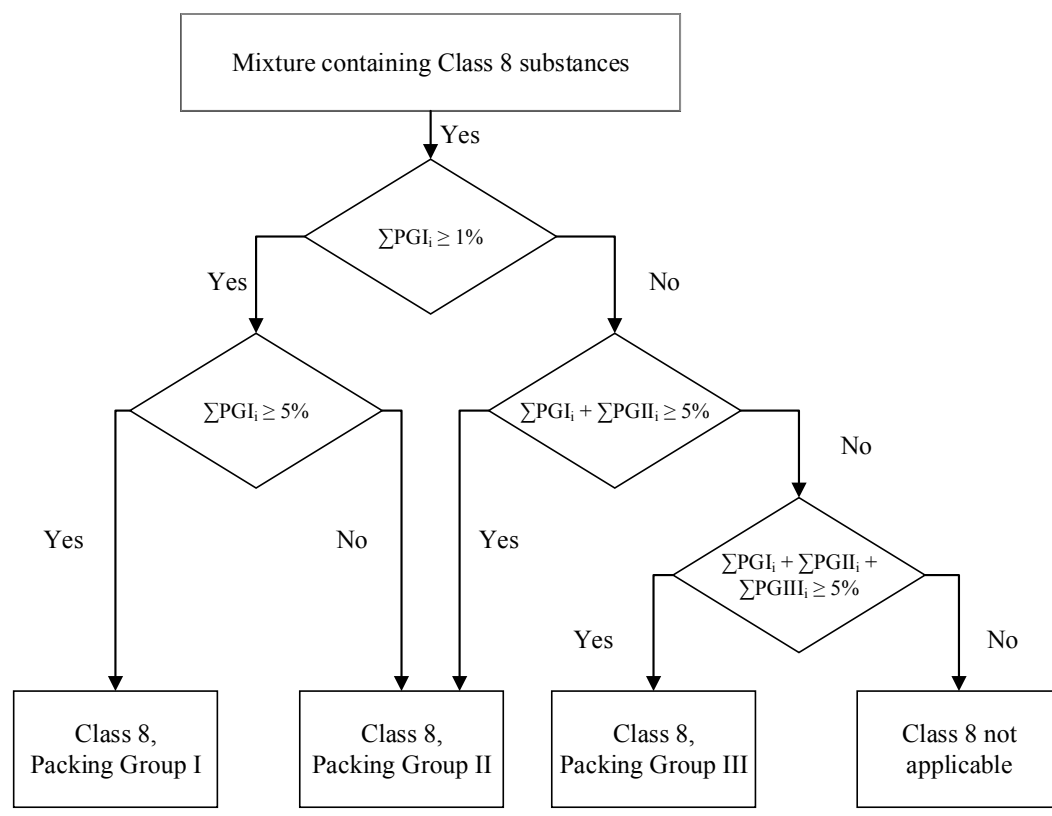 Mixture containing Class 8 substances
Yes
∑PGIᵢ ≥ 1%
Yes
No
∑PGIᵢ ≥ 5%
∑PGIᵢ + ∑PGIIᵢ ≥ 5%
No
Yes
No
Yes
∑PGIᵢ + ∑PGIIᵢ +
∑PGIIIᵢ ≥ 5%
Yes
No
Class 8,
Packing Group I
Class 8,
Packing Group II
Class 8,
Packing Group III
Class 8 not
applicable